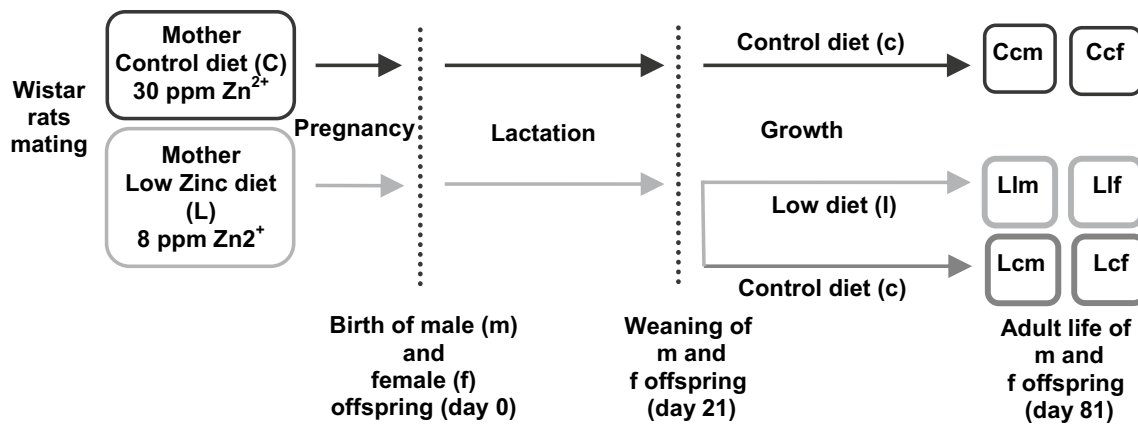 Wistar
rats
mating
Mother
Control diet (C)
30 ppm Zn²⁺
Mother
Low Zinc diet
(L)
8 ppm Zn2⁺
Pregnancy
Lactation
Growth
Control diet (c)
Low diet (l)
Control diet (c)
Ccm
Ccf
Llm
Llf
Lcm
Lcf
Birth of male (m)
and
female (f)
offspring (day 0)
Weaning of
m and
f offspring
(day 21)
Adult life of
m and
f offspring
(day 81)